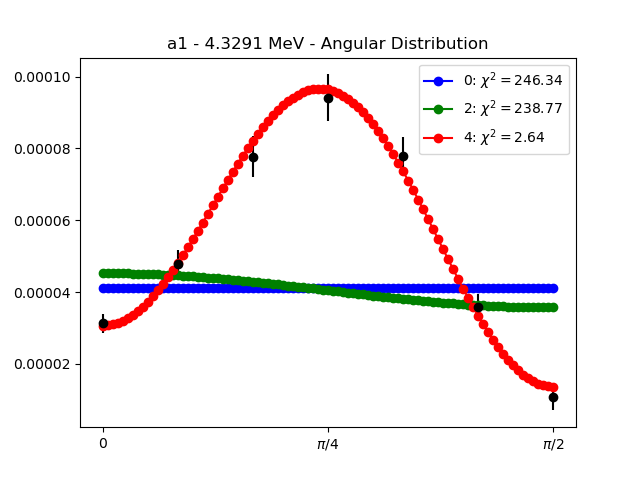 a1 - 4.3291 MeV - Angular Distribution
0.00010
0.00008
0.00006
0.00004
0.00002
0
π/4
π/2
0: χ² = 246.34
2: χ² = 238.77
4: χ² = 2.64